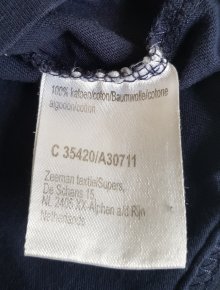 100% katoen/coton/Baumwolle/cotone
algodon/cotton
C 35420/A30711
Zeeman textielSupers,
De Schans 15
NL 2405 XX-Alphen a/d Rijn
Netherlands